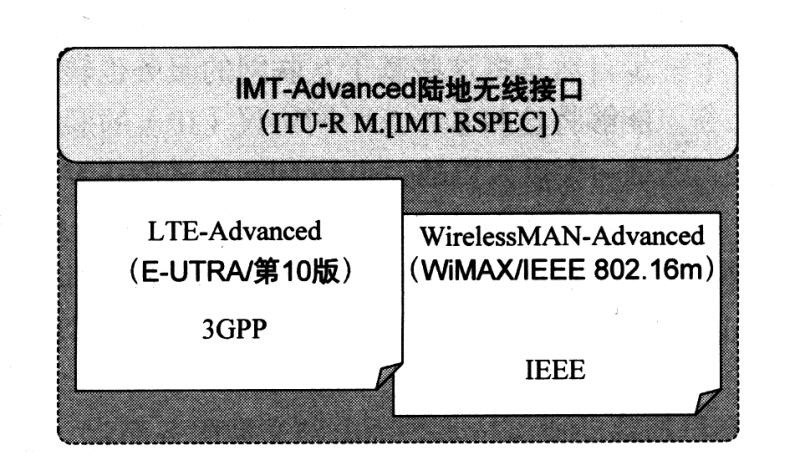 IMT-Advanced陆地无线接口
（ITU-R M.[IMT.RSPEC]）
LTE-Advanced
（E-UTRA/第10版）
3GPP
WirelessMAN-Advanced
（WiMAX/IEEE 802.16m）
IEEE